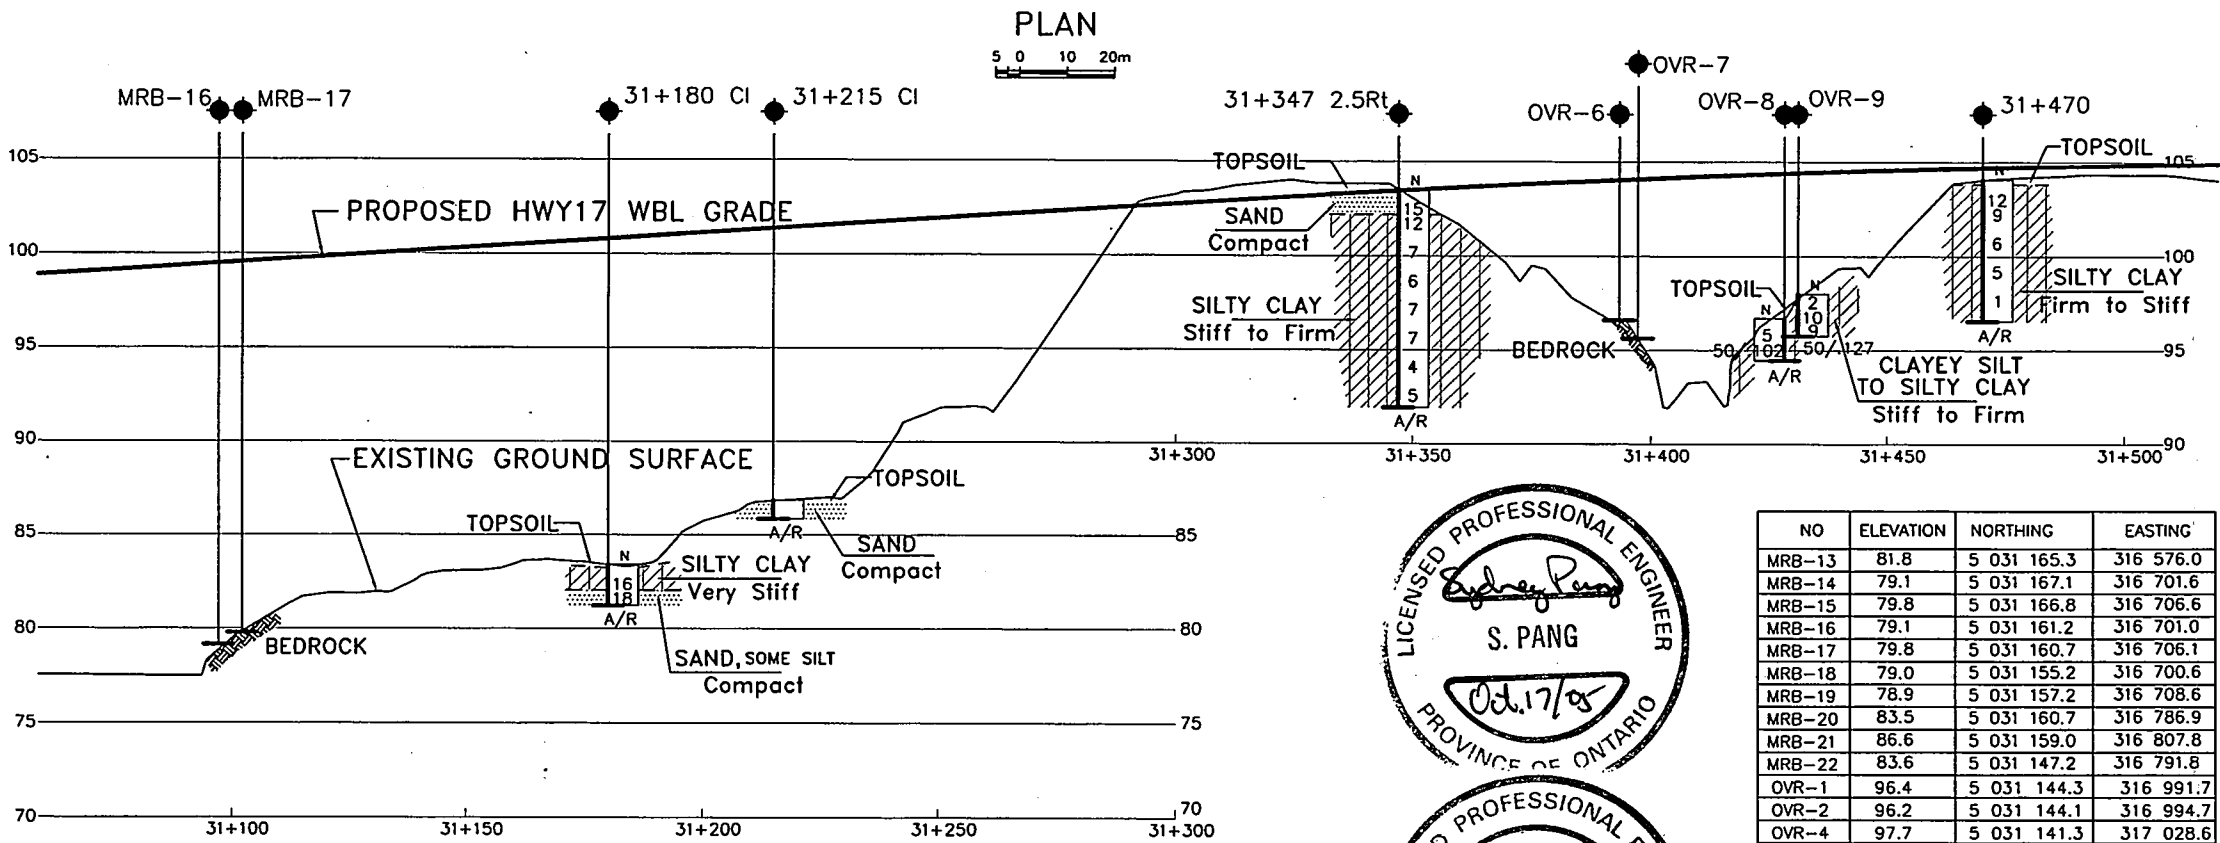 PLAN
5 0 10 20m
MRB-16 MRB-17
31+180 Cl
31+215 Cl
31+347 2.5Rt
OVR-6
OVR-7
OVR-8
OVR-9
31+470
105
100
95
90
85
80
75
70
PROPOSED HWY17 WBL GRADE
EXISTING GROUND SURFACE
BEDROCK
TOPSOIL
N
16
18
A/R
SILTY CLAY
Very Stiff
SAND, SOME SILT
Compact
TOPSOIL
A/R
SAND
Compact
TOPSOIL
SAND
Compact
SILTY CLAY
Stiff to Firm
N
15
12
7
6
7
7
4
5
A/R
BEDROCK
TOPSOIL
N
5
50/.102
A/R
N
2
10
9
50/.127
CLAYEY SILT
TO SILTY CLAY
Stiff to Firm
TOPSOIL
N
12
9
6
5
1
A/R
SILTY CLAY
Firm to Stiff
105
100
95
90
31+300 31+350 31+400 31+450 31+500
85
80
75
70
31+100 31+150 31+200 31+250 31+300
LICENSED PROFESSIONAL ENGINEER
Sydney Pang
S. PANG
Oct.17/05
PROVINCE OF ONTARIO
PROFESSIONAL
NO ELEVATION NORTHING EASTING
MRB-13 81.8 5 031 165.3 316 576.0
MRB-14 79.1 5 031 167.1 316 701.6
MRB-15 79.8 5 031 166.8 316 706.6
MRB-16 79.1 5 031 161.2 316 701.0
MRB-17 79.8 5 031 160.7 316 706.1
MRB-18 79.0 5 031 155.2 316 700.6
MRB-19 78.9 5 031 157.2 316 708.6
MRB-20 83.5 5 031 160.7 316 786.9
MRB-21 86.6 5 031 159.0 316 807.8
MRB-22 83.6 5 031 147.2 316 791.8
OVR-1 96.4 5 031 144.3 316 991.7
OVR-2 96.2 5 031 144.1 316 994.7
OVR-4 97.7 5 031 141.3 317 028.6